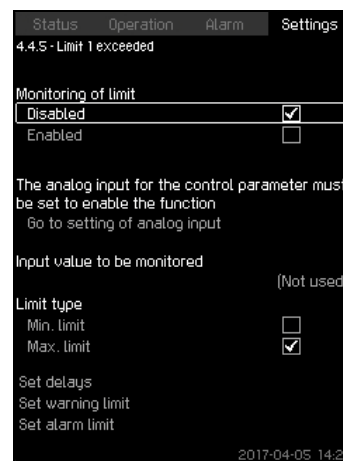 Status Operation Alarm Settings
4.4.5 - Limit 1 exceeded
Monitoring of limit
Disabled
Enabled
The analog input for the control parameter must
be set to enable the function
Go to setting of analog input
Input value to be monitored
(Not used
Limit type
Min. limit
Max. limit
Set delays
Set warning limit
Set alarm limit
2017-04-05 14:2